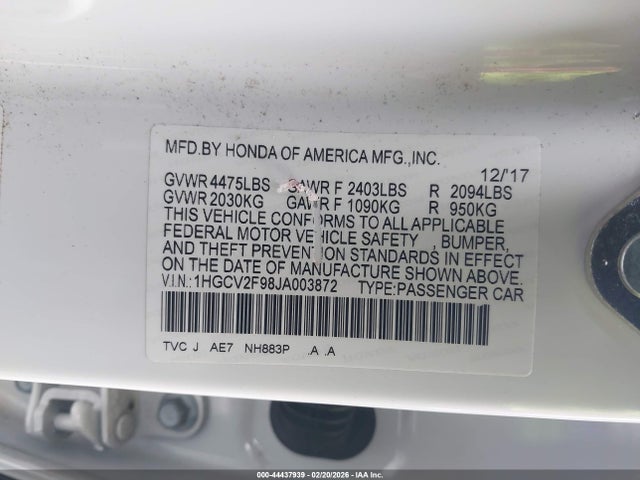 MFD.BY HONDA OF AMERICA MFG.,INC.
12/'17
GVWR 4475LBS GAWR F 2403LBS R 2094LBS
GVWR 2030KG GAWR F 1090KG R 950KG
THIS VEHICLE CONFORMS TO ALL APPLICABLE
FEDERAL MOTOR VEHICLE SAFETY , BUMPER,
AND THEFT PREVENTION STANDARDS IN EFFECT
ON THE DATE OF MANUFACTURE SHOWN ABOVE.
V.I.N.:1HGCV2F98JA003872 TYPE:PASSENGER CAR
TVC J AE7 NH883P .A .A
000-44437939 - 02/20/2026 - IAA Inc.